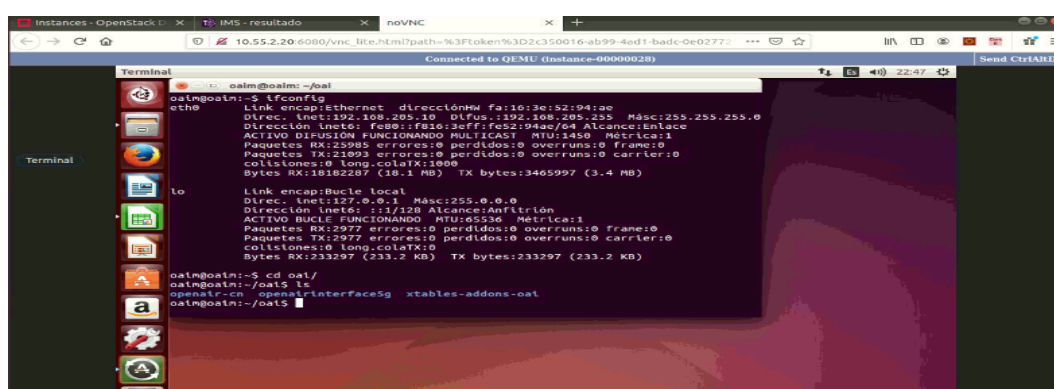 Instances - OpenStack D
IMS - resultado
noVNC
10.55.2.20:6080/vnc_lite.html?path=%3Ftoken%3D2c350016-ab99-4ad1-badc-0e02772
Connected to QEMU (Instance-00000028)
Send CtrlAltD
Terminal
Es
22:47
Terminal
oaim@oaim: ~/oai
oaim@oaim:~$ ifconfig
eth0 Link encap:Ethernet direcciónHW fa:16:3e:52:94:ae
Direc. inet:192.168.205.10 Difus.:192.168.205.255 Másc:255.255.255.0
Dirección inet6: fe80::f816:3eff:fe52:94ae/64 Alcance:Enlace
ACTIVO DIFUSIÓN FUNCIONANDO MULTICAST MTU:1450 Métrica:1
Paquetes RX:25985 errores:0 perdidos:0 overruns:0 frame:0
Paquetes TX:21093 errores:0 perdidos:0 overruns:0 carrier:0
colisiones:0 long.colaTX:1000
Bytes RX:18182287 (18.1 MB) TX bytes:3465997 (3.4 MB)
lo Link encap:Bucle local
Direc. inet:127.0.0.1 Másc:255.0.0.0
Dirección inet6: ::1/128 Alcance:Anfitrión
ACTIVO BUCLE FUNCIONANDO MTU:65536 Métrica:1
Paquetes RX:2977 errores:0 perdidos:0 overruns:0 frame:0
Paquetes TX:2977 errores:0 perdidos:0 overruns:0 carrier:0
colisiones:0 long.colaTX:0
Bytes RX:233297 (233.2 KB) TX bytes:233297 (233.2 KB)
oaim@oaim:~$ cd oai/
oaim@oaim:~/oai$ ls
openair-cn openairinterface5g xtables-addons-oai
oaim@oaim:~/oai$